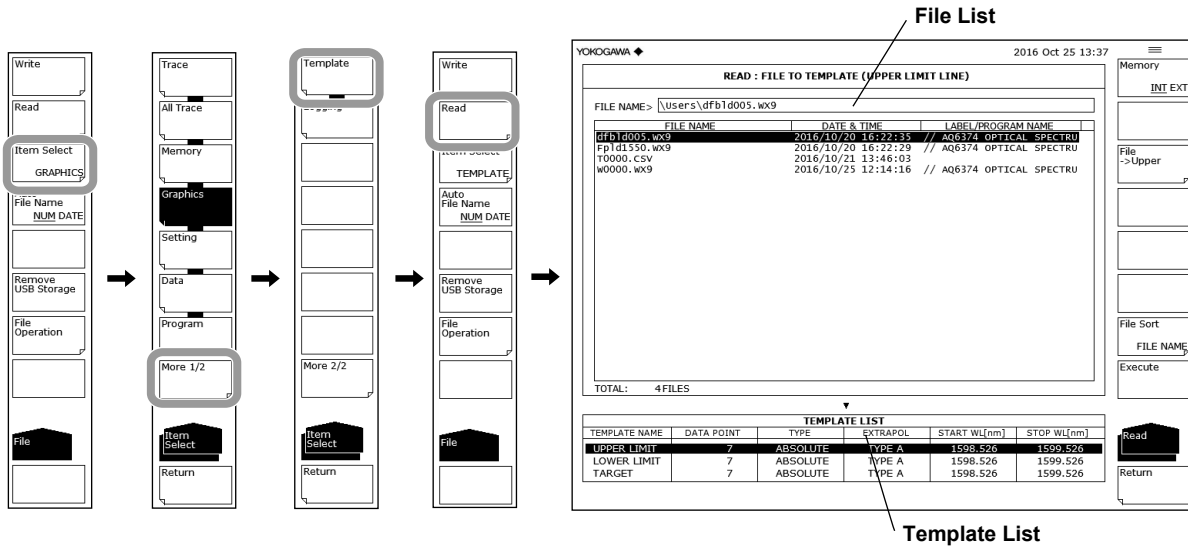 File List
Write
Read
Item Select
GRAPHICS
File Name
NUM DATE
Remove
USB Storage
File
Operation
File
Trace
All Trace
Memory
Graphics
Setting
Data
Program
More 1/2
Item
Select
Return
Template
More 2/2
Item
Select
Return
Write
Read
TEMPLATE
Auto
File Name
NUM DATE
Remove
USB Storage
File
Operation
File
YOKOGAWA
2016 Oct 25 13:37
READ : FILE TO TEMPLATE (UPPER LIMIT LINE)
FILE NAME> \Users\dfbld005.WX9
FILE NAME DATE & TIME LABEL/PROGRAM NAME
dfbld005.WX9 2016/10/20 16:22:35 // AQ6374 OPTICAL SPECTRU
Fpld1550.WX9 2016/10/20 16:22:29 // AQ6374 OPTICAL SPECTRU
T0000.CSV 2016/10/21 13:46:03
W0000.WX9 2016/10/25 12:14:16 // AQ6374 OPTICAL SPECTRU
TOTAL: 4FILES
TEMPLATE LIST
TEMPLATE NAME DATA POINT TYPE EXTRAPOL START WL[nm] STOP WL[nm]
UPPER LIMIT 7 ABSOLUTE TYPE A 1598.526 1599.526
LOWER LIMIT 7 ABSOLUTE TYPE A 1598.526 1599.526
TARGET 7 ABSOLUTE TYPE A 1598.526 1599.526
Memory
INT EXT
File
->Upper
File Sort
FILE NAME
Execute
Read
Return
Template List